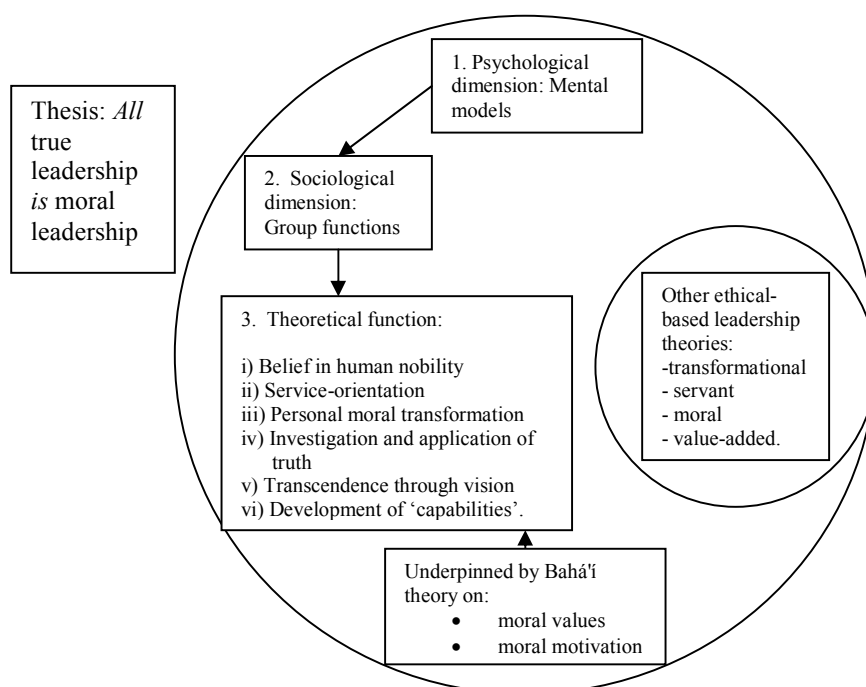 Thesis: All
true
leadership
is moral
leadership
1. Psychological
dimension: Mental
models
2. Sociological
dimension:
Group functions
3. Theoretical function:
i) Belief in human nobility
ii) Service-orientation
iii) Personal moral transformation
iv) Investigation and application of
truth
v) Transcendence through vision
vi) Development of ‘capabilities’.
Other ethical-
based leadership
theories:
-transformational
- servant
- moral
- value-added.
Underpinned by Bahá'í
theory on:
• moral values
• moral motivation